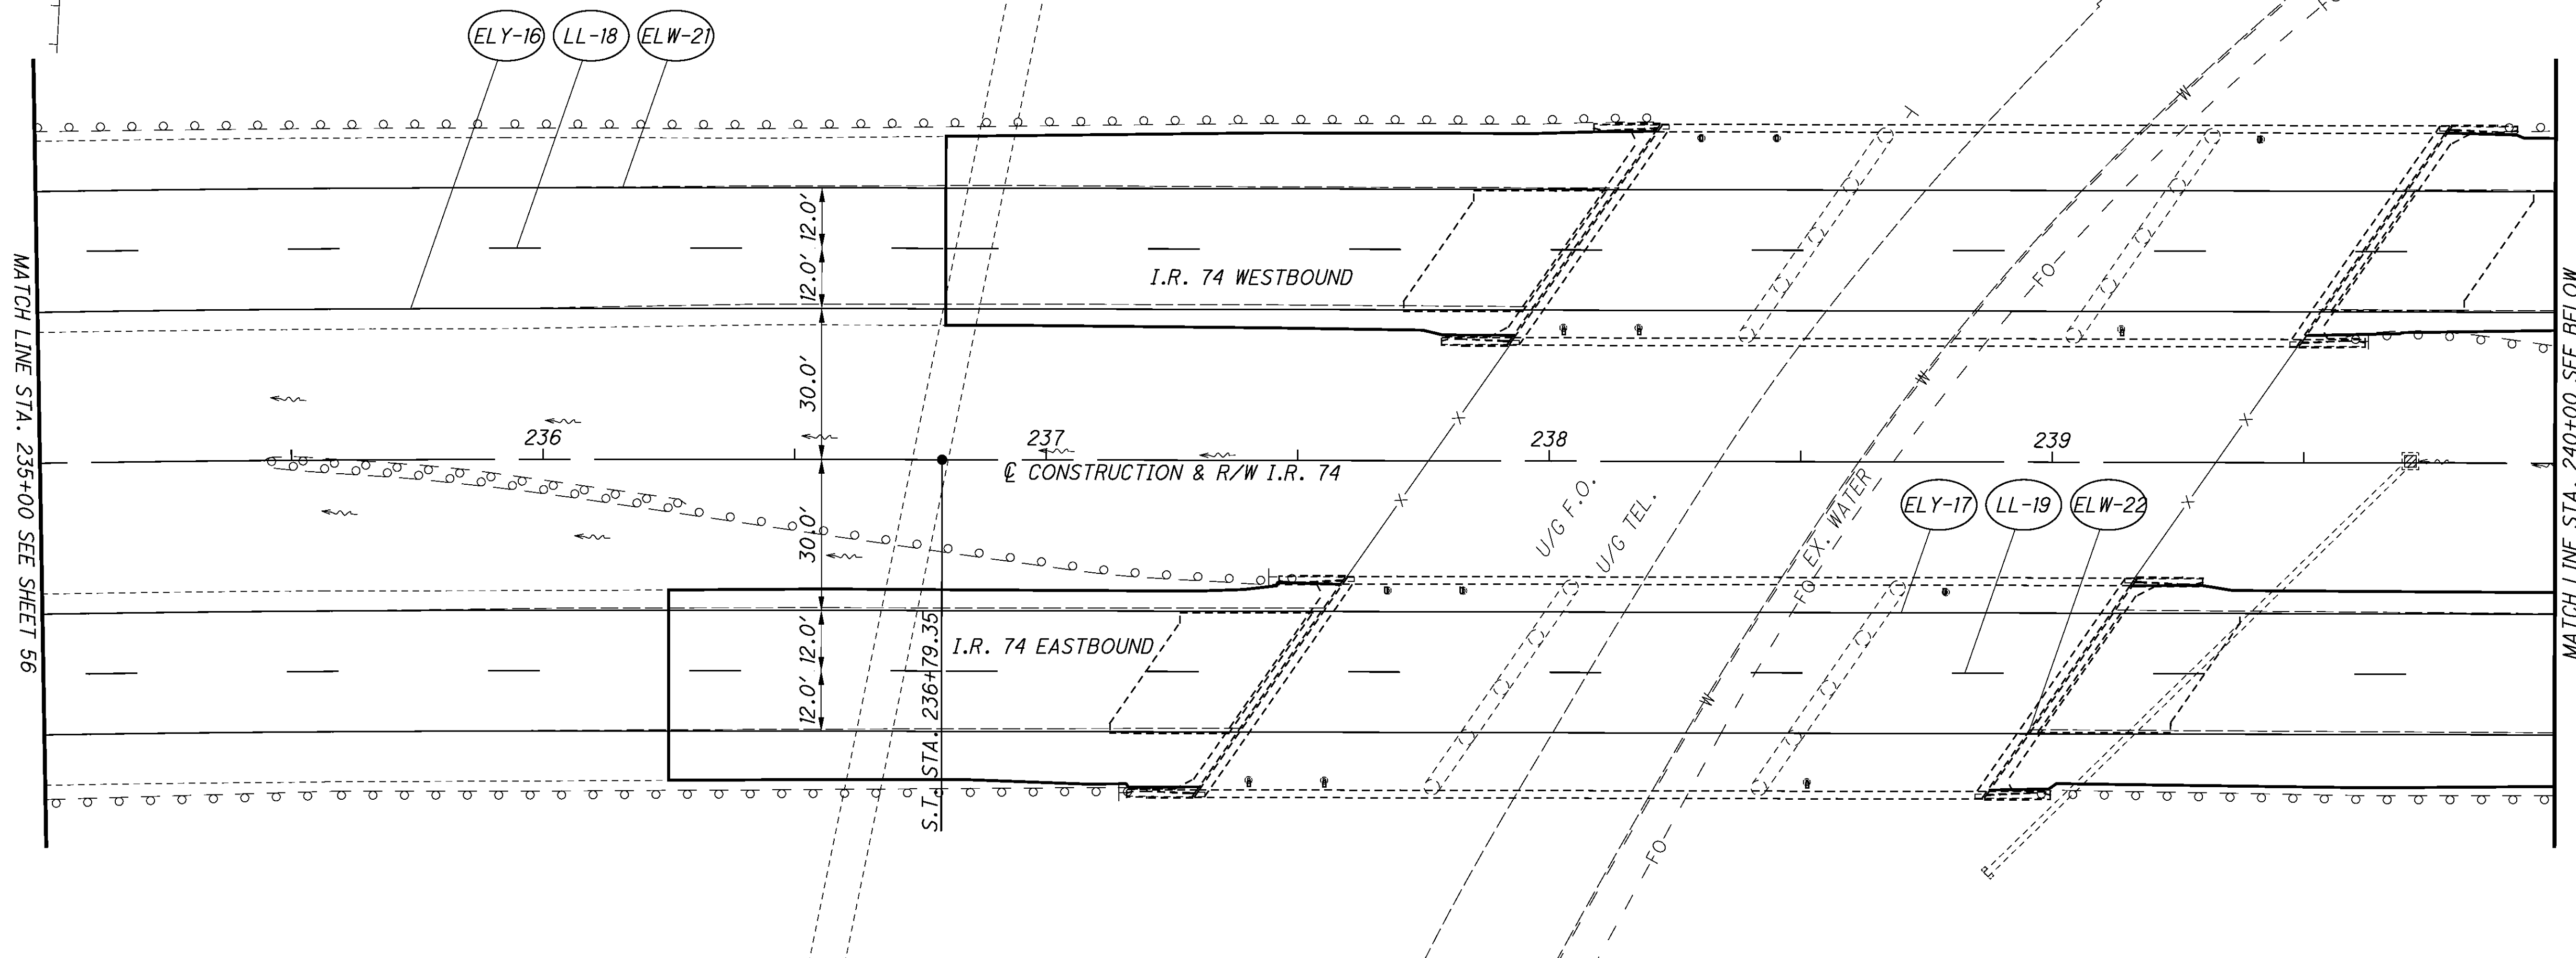 ELY-16 LL-18 ELW-21
12.0'
12.0'
I.R. 74 WESTBOUND
30.0'
236 237 238 239
℄ CONSTRUCTION & R/W I.R. 74
30.0'
12.0'
12.0'
I.R. 74 EASTBOUND
S.T. STA. 236+79.35
U/G F.O.
U/G TEL.
EX. WATER
ELY-17 LL-19 ELW-22
T
W
W
W
FO
FO
FO
FO
X
X
X
X
MATCH LINE STA. 235+00 SEE SHEET 56
MATCH LINE STA. 240+00 SEE BELOW